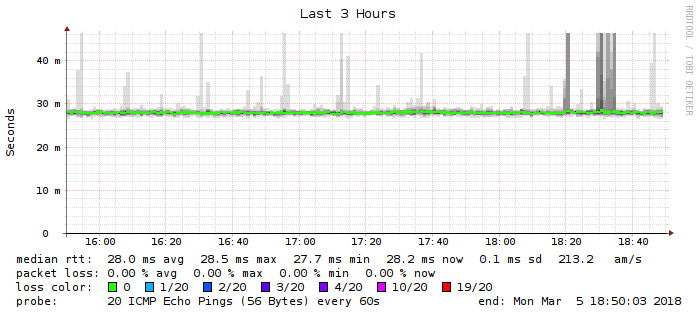 Last 3 Hours
RRDTOOL / TOBI OETIKER
Seconds
40 m
30 m
20 m
10 m
0
16:00 16:20 16:40 17:00 17:20 17:40 18:00 18:20 18:40
median rtt: 28.0 ms avg 28.5 ms max 27.7 ms min 28.2 ms now 0.1 ms sd 213.2 am/s
packet loss: 0.00 % avg 0.00 % max 0.00 % min 0.00 % now
loss color: 0 1/20 2/20 3/20 4/20 10/20 19/20
probe: 20 ICMP Echo Pings (56 Bytes) every 60s end: Mon Mar 5 18:50:03 2018